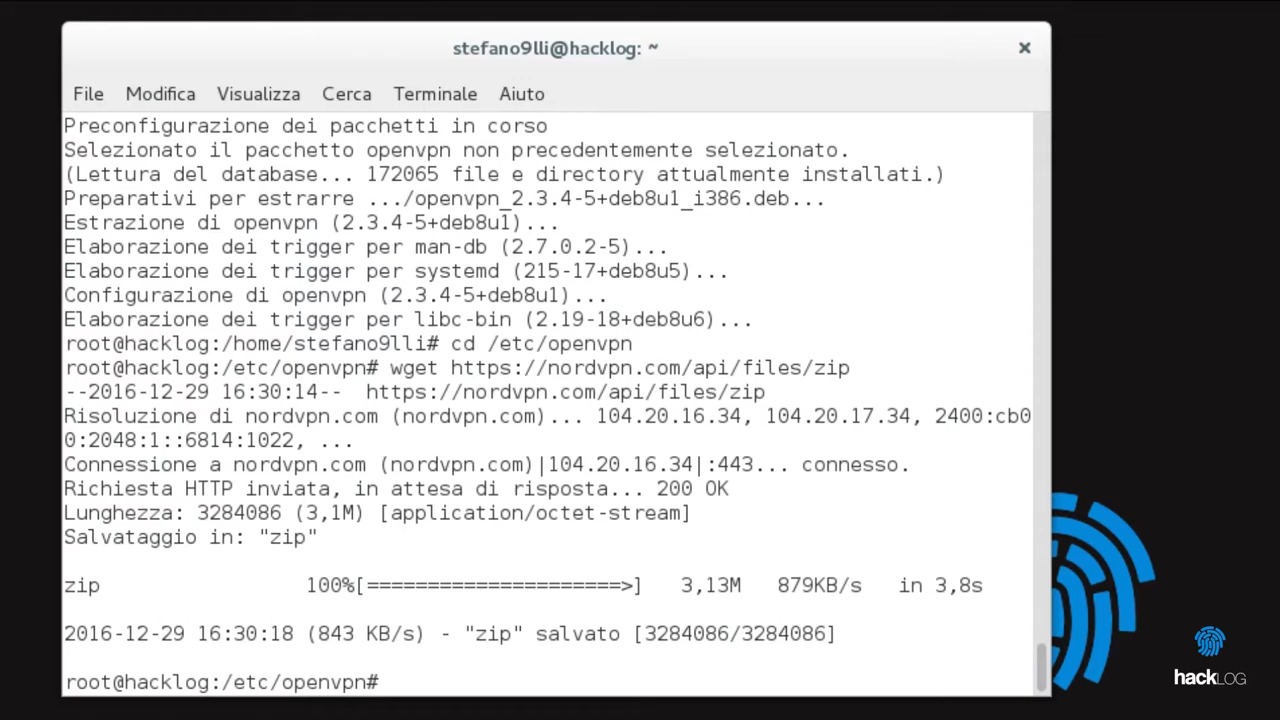 stefano9lli@hacklog: ~
×
File Modifica Visualizza Cerca Terminale Aiuto
Preconfigurazione dei pacchetti in corso
Selezionato il pacchetto openvpn non precedentemente selezionato.
(Lettura del database... 172065 file e directory attualmente installati.)
Preparativi per estrarre .../openvpn_2.3.4-5+deb8u1_i386.deb...
Estrazione di openvpn (2.3.4-5+deb8u1)...
Elaborazione dei trigger per man-db (2.7.0.2-5)...
Elaborazione dei trigger per systemd (215-17+deb8u5)...
Configurazione di openvpn (2.3.4-5+deb8u1)...
Elaborazione dei trigger per libc-bin (2.19-18+deb8u6)...
root@hacklog:/home/stefano9lli# cd /etc/openvpn
root@hacklog:/etc/openvpn# wget https://nordvpn.com/api/files/zip
--2016-12-29 16:30:14--  https://nordvpn.com/api/files/zip
Risoluzione di nordvpn.com (nordvpn.com)... 104.20.16.34, 104.20.17.34, 2400:cb0
0:2048:1::6814:1022, ...
Connessione a nordvpn.com (nordvpn.com)|104.20.16.34|:443... connesso.
Richiesta HTTP inviata, in attesa di risposta... 200 OK
Lunghezza: 3284086 (3,1M) [application/octet-stream]
Salvataggio in: "zip"
zip 100%[=====================>] 3,13M 879KB/s in 3,8s
2016-12-29 16:30:18 (843 KB/s) - "zip" salvato [3284086/3284086]
root@hacklog:/etc/openvpn#
hackLOG